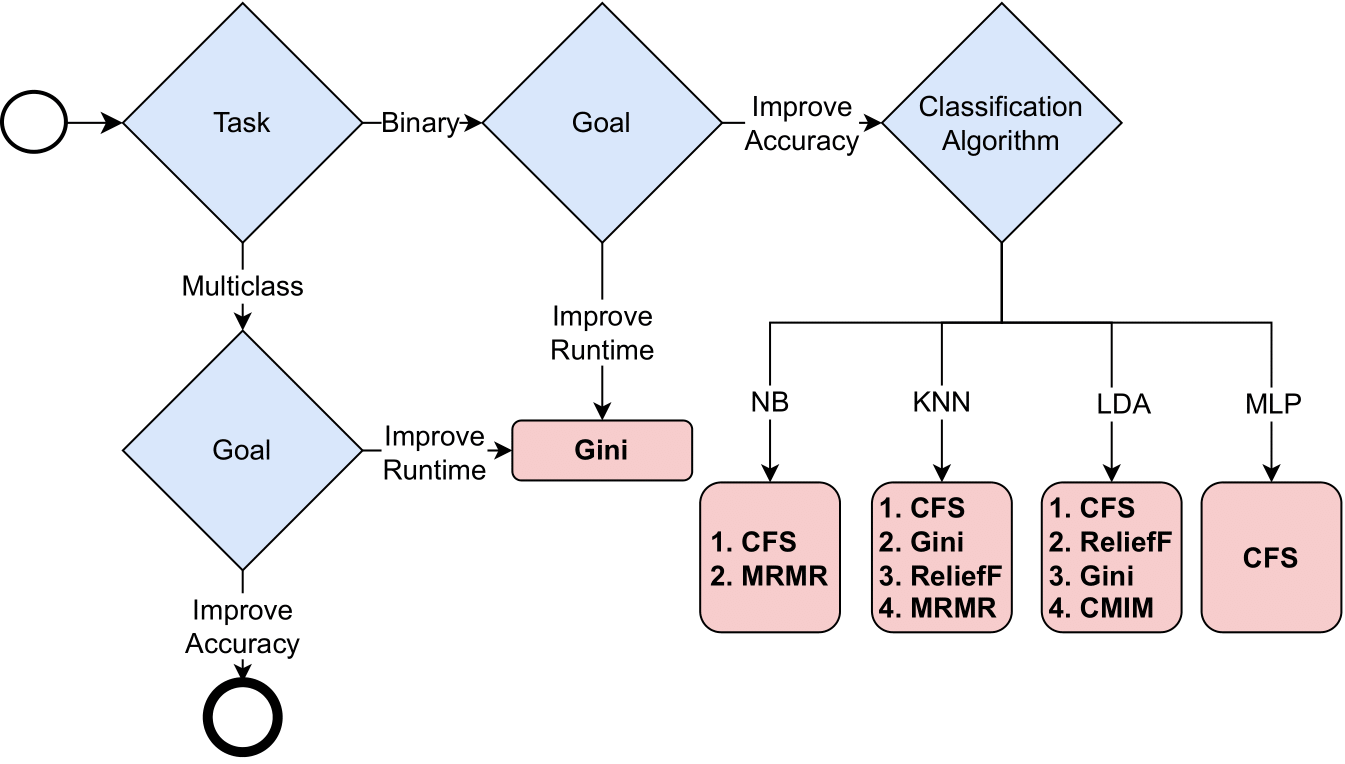 Task
Binary
Goal
Improve
Accuracy
Classification
Algorithm
Multiclass
Improve
Runtime
NB
KNN
LDA
MLP
Goal
Improve
Runtime
Gini
1. CFS
2. MRMR
1. CFS
2. Gini
3. ReliefF
4. MRMR
1. CFS
2. ReliefF
3. Gini
4. CMIM
CFS
Improve
Accuracy